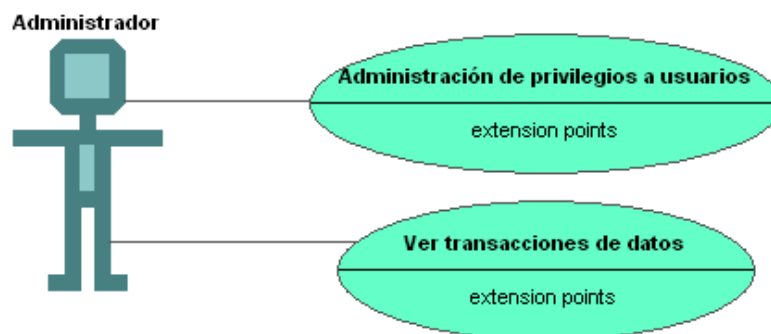 Administrador
Administración de privilegios a usuarios
extension points
Ver transacciones de datos
extension points